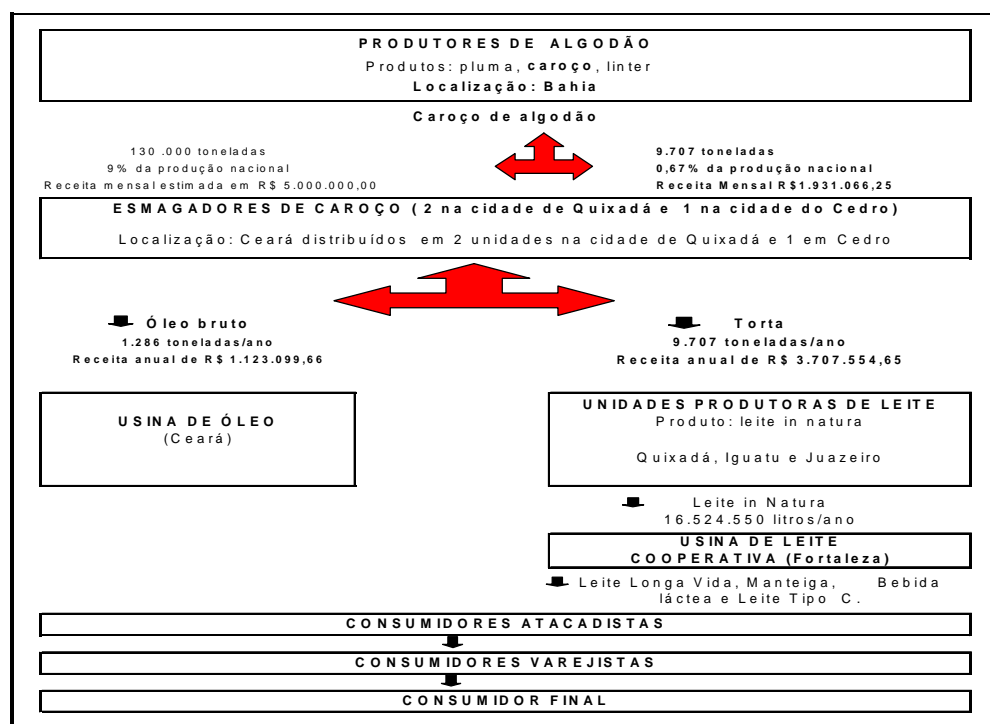 PRODUTORES DE ALGODÃO
Produtos: pluma, caroço, linter
Localização: Bahia
Caroço de algodão
130.000 toneladas
9% da produção nacional
Receita mensal estimada em R$ 5.000.000,00
9.707 toneladas
0,67% da produção nacional
Receita Mensal R$1.931.066,25
ESMAGADORES DE CAROÇO (2 na cidade de Quixadá e 1 na cidade do Cedro)
Localização: Ceará distribuídos em 2 unidades na cidade de Quixadá e 1 em Cedro
Óleo bruto
1.286 toneladas/ano
Receita anual de R$ 1.123.099,66
Torta
9.707 toneladas/ano
Receita anual de R$ 3.707.554,65
USINA DE ÓLEO
(Ceará)
UNIDADES PRODUTORAS DE LEITE
Produto: leite in natura
Quixadá, Iguatu e Juazeiro
Leite in Natura
16.524.550 litros/ano
USINA DE LEITE
COOPERATIVA (Fortaleza)
Leite Longa Vida, Manteiga, Bebida
láctea e Leite Tipo C.
CONSUMIDORES ATACADISTAS
CONSUMIDORES VAREJISTAS
CONSUMIDOR FINAL